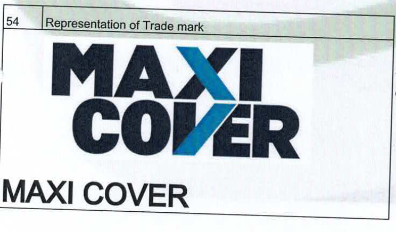 54 Representation of Trade mark
MAXI
COVER
MAXI COVER